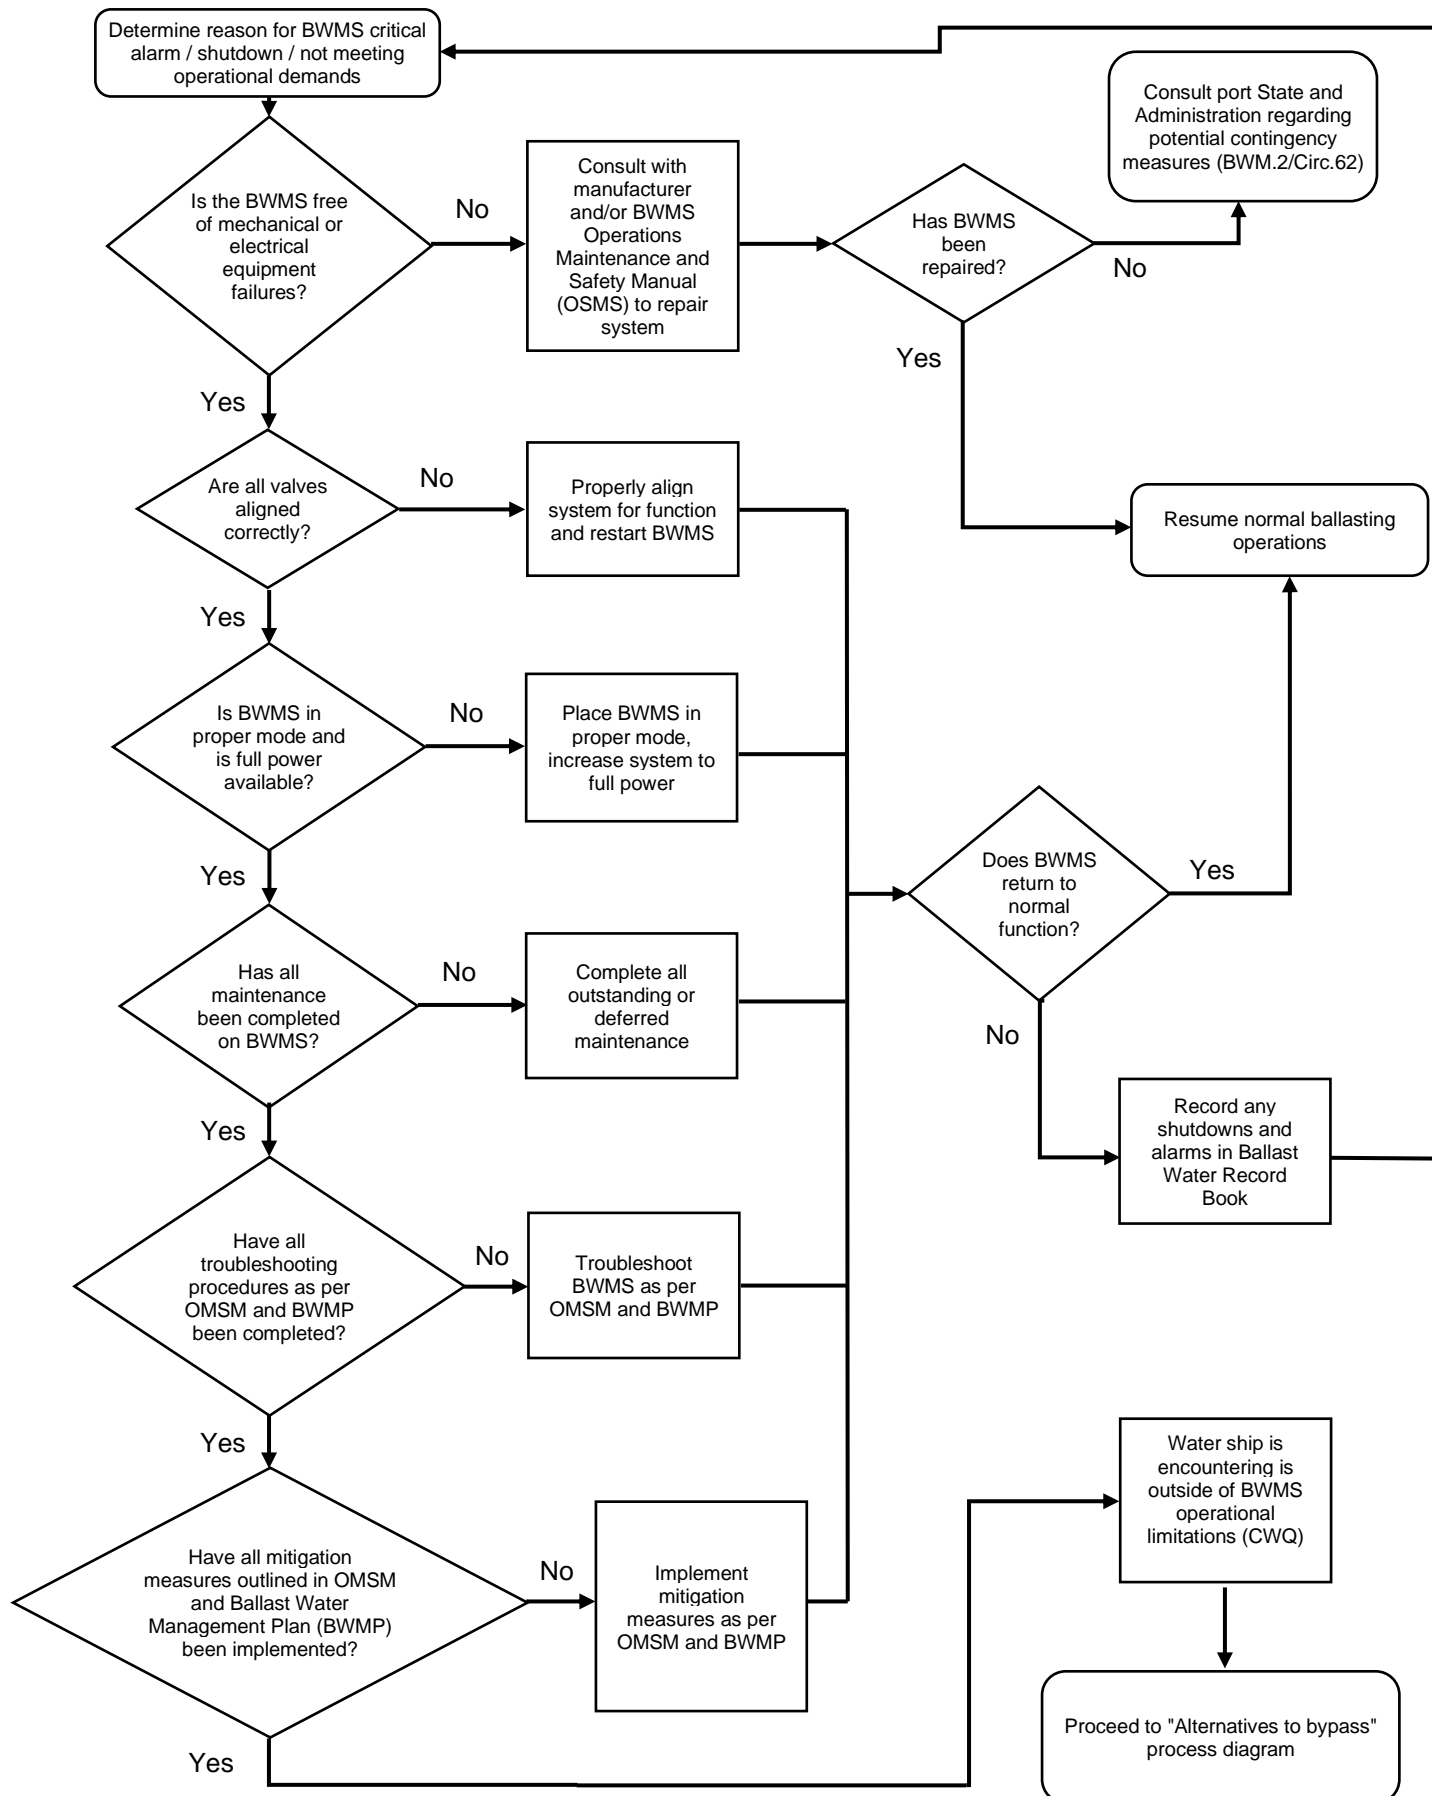 Determine reason for BWMS critical
alarm / shutdown / not meeting
operational demands
Consult port State and
Administration regarding
potential contingency
measures (BWM.2/Circ.62)
Is the BWMS free
of mechanical or
electrical
equipment
failures?
No
Consult with
manufacturer
and/or BWMS
Operations
Maintenance and
Safety Manual
(OSMS) to repair
system
Has BWMS
been
repaired?
No
Yes
Yes
Are all valves
aligned
correctly?
No
Properly align
system for function
and restart BWMS
Resume normal ballasting
operations
Yes
Is BWMS in
proper mode and
is full power
available?
No
Place BWMS in
proper mode,
increase system to
full power
Does BWMS
return to
normal
function?
Yes
No
Yes
Has all
maintenance
been completed
on BWMS?
No
Complete all
outstanding or
deferred
maintenance
Record any
shutdowns and
alarms in Ballast
Water Record
Book
Yes
Have all
troubleshooting
procedures as per
OMSM and BWMP
been completed?
No
Troubleshoot
BWMS as per
OMSM and BWMP
Yes
Have all mitigation
measures outlined in OMSM
and Ballast Water
Management Plan (BWMP)
been implemented?
No
Implement
mitigation
measures as per
OMSM and BWMP
Yes
Water ship is
encountering is
outside of BWMS
operational
limitations (CWQ)
Proceed to "Alternatives to bypass"
process diagram